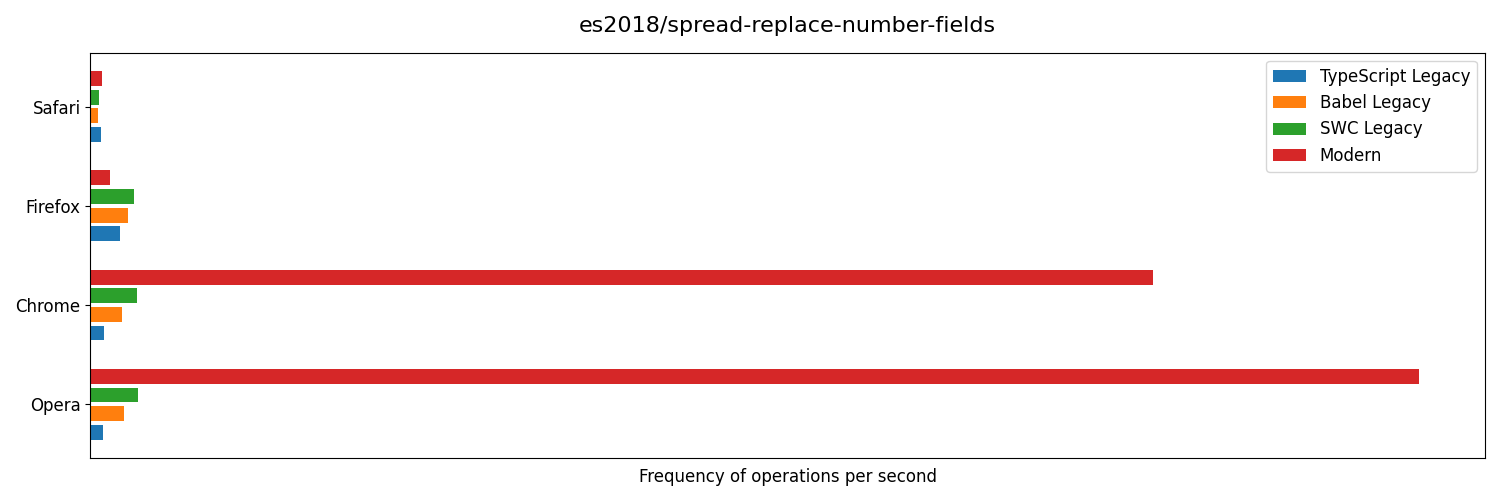 es2018/spread-replace-number-fields
TypeScript Legacy
Babel Legacy
SWC Legacy
Modern
Safari
Firefox
Chrome
Opera
Frequency of operations per second